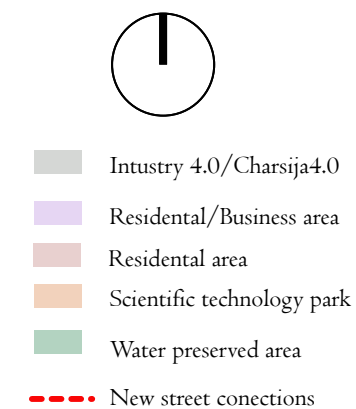 Intustry 4.0/Charsija4.0
Residental/Business area
Residental area
Scientific technology park
Water preserved area
New street conections